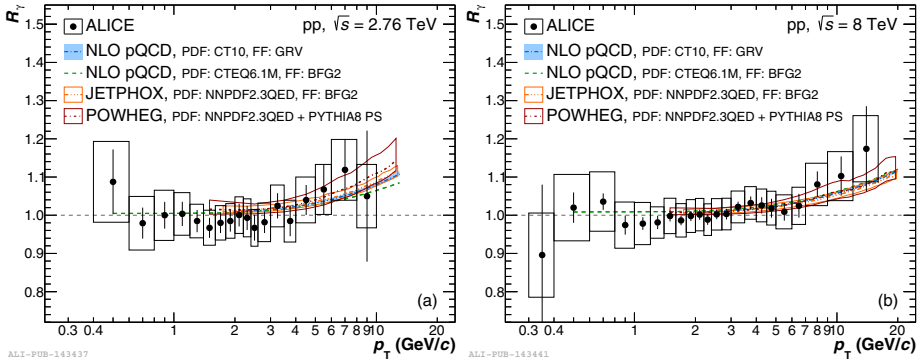 R_γ
1.5
1.4
1.3
1.2
1.1
1.0
0.9
0.8
ALICE
pp, √s = 2.76 TeV
NLO pQCD, PDF: CT10, FF: GRV
NLO pQCD, PDF: CTEQ6.1M, FF: BFG2
JETPHOX, PDF: NNPDF2.3QED, FF: BFG2
POWHEG, PDF: NNPDF2.3QED + PYTHIA8 PS
(a)
0.3 0.4 1 2 3 4 5 6 7 8 910 20
p_T (GeV/c)
ALI-PUB-143437
R_γ
1.5
1.4
1.3
1.2
1.1
1.0
0.9
0.8
ALICE
pp, √s = 8 TeV
NLO pQCD, PDF: CT10, FF: GRV
NLO pQCD, PDF: CTEQ6.1M, FF: BFG2
JETPHOX, PDF: NNPDF2.3QED, FF: BFG2
POWHEG, PDF: NNPDF2.3QED + PYTHIA8 PS
(b)
0.3 0.4 1 2 3 4 5 6 7 8 910 20
p_T (GeV/c)
ALI-PUB-143441